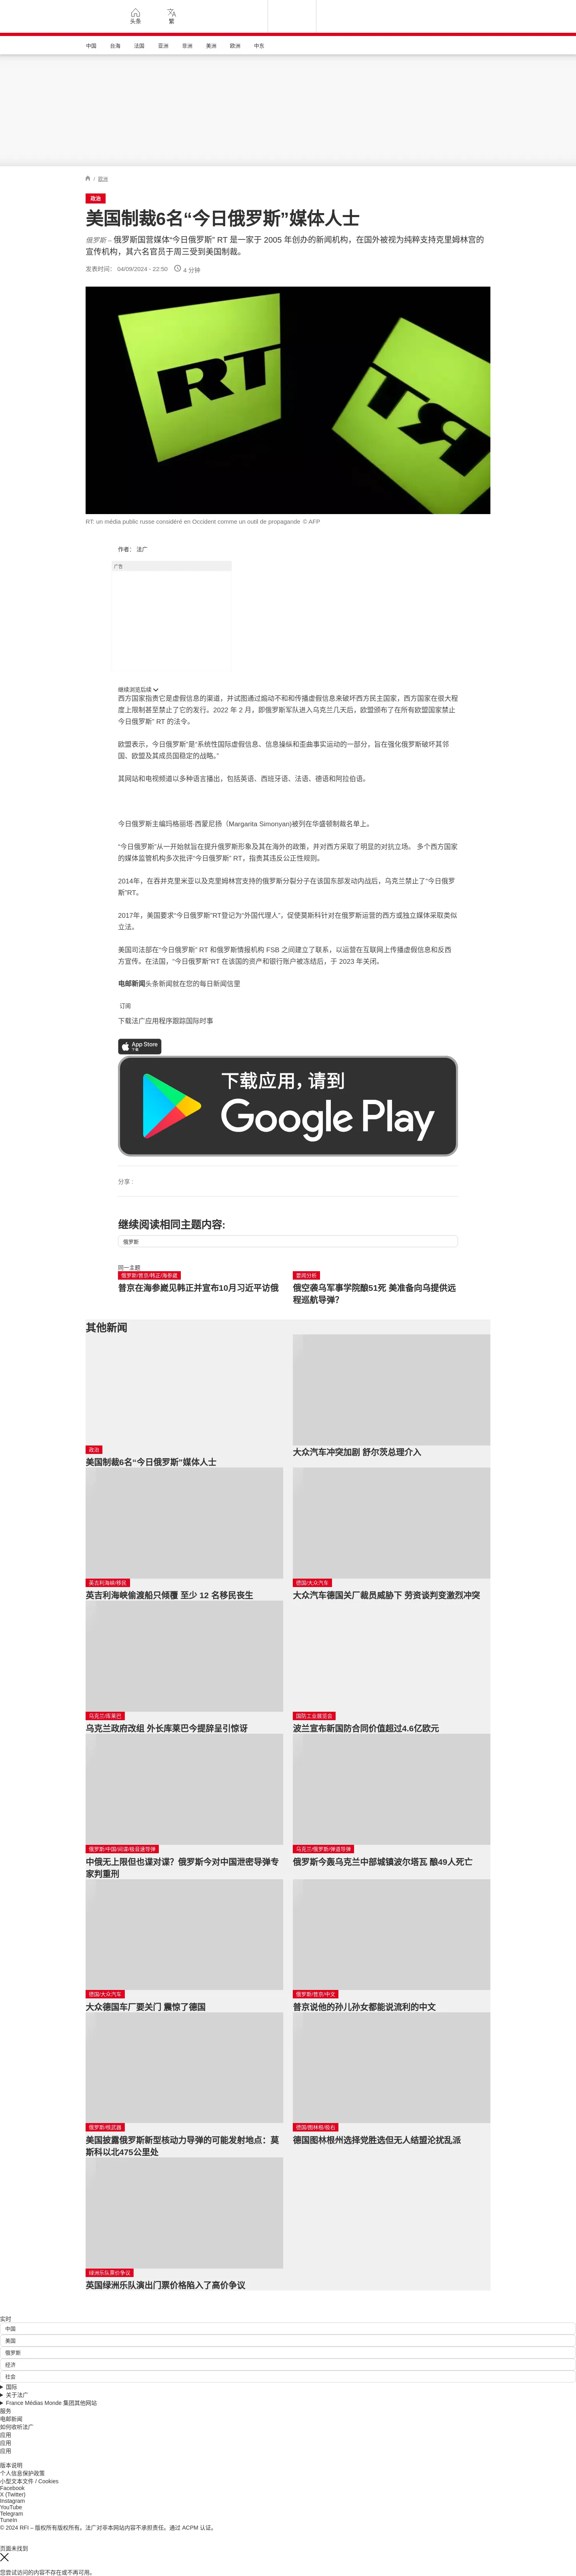 头条
繁
中国
台海
法国
亚洲
非洲
美洲
欧洲
中东
/ 欧洲
政治
美国制裁6名“今日俄罗斯”媒体人士
俄罗斯 – 俄罗斯国营媒体“今日俄罗斯” RT 是一家于 2005 年创办的新闻机构，在国外被视为纯粹支持克里姆林宫的
宣传机构，其六名官员于周三受到美国制裁。
发表时间： 04/09/2024 - 22:50
4 分钟
RT
RT
RT: un média public russe considéré en Occident comme un outil de propagande © AFP
作者： 法广
广告
继续浏览后续
西方国家指责它是虚假信息的渠道，并试图通过煽动不和和传播虚假信息来破坏西方民主国家，西方国家在很大程
度上限制甚至禁止了它的发行。2022 年 2 月，即俄罗斯军队进入乌克兰几天后，欧盟颁布了在所有欧盟国家禁止
今日俄罗斯” RT 的法令。
欧盟表示，今日俄罗斯”是“系统性国际虚假信息、信息操纵和歪曲事实运动的一部分，旨在强化俄罗斯破坏其邻
国、欧盟及其成员国稳定的战略。”
其网站和电视频道以多种语言播出，包括英语、西班牙语、法语、德语和阿拉伯语。
今日俄罗斯主编玛格丽塔·西蒙尼扬（Margarita Simonyan)被列在华盛顿制裁名单上。
“今日俄罗斯”从一开始就旨在提升俄罗斯形象及其在海外的政策，并对西方采取了明显的对抗立场。 多个西方国家
的媒体监管机构多次批评“今日俄罗斯” RT，指责其违反公正性规则。
2014年，在吞并克里米亚以及克里姆林宫支持的俄罗斯分裂分子在该国东部发动内战后，乌克兰禁止了“今日俄罗
斯”RT。
2017年，美国要求“今日俄罗斯”RT登记为“外国代理人”，促使莫斯科针对在俄罗斯运营的西方或独立媒体采取类似
立法。
美国司法部在“今日俄罗斯” RT 和俄罗斯情报机构 FSB 之间建立了联系，以运营在互联网上传播虚假信息和反西
方宣传。在法国，“今日俄罗斯”RT 在该国的资产和银行账户被冻结后，于 2023 年关闭。
电邮新闻头条新闻就在您的每日新闻信里
订阅
下载法广应用程序跟踪国际时事
App Store
下载
下载应用，请到
Google Play
分享 :
继续阅读相同主题内容:
俄罗斯
同一主题
俄罗斯/普京/韩正/海参崴
普京在海参崴见韩正并宣布10月习近平访俄
要闻分析
俄空袭乌军事学院酿51死 美准备向乌提供远
程巡航导弹？
其他新闻
政治
美国制裁6名“今日俄罗斯”媒体人士
大众汽车冲突加剧 舒尔茨总理介入
英吉利海峡/移民
英吉利海峡偷渡船只倾覆 至少 12 名移民丧生
德国/大众汽车
大众汽车德国关厂裁员威胁下 劳资谈判变激烈冲突
乌克兰/库莱巴
乌克兰政府改组 外长库莱巴今提辞呈引惊讶
国防工业展览会
波兰宣布新国防合同价值超过4.6亿欧元
俄罗斯/中国/间谍/极音速导弹
中俄无上限但也谍对谍？俄罗斯今对中国泄密导弹专
家判重刑
乌克兰/俄罗斯/弹道导弹
俄罗斯今轰乌克兰中部城镇波尔塔瓦 酿49人死亡
德国/大众汽车
大众德国车厂要关门 震惊了德国
俄罗斯/普京/中文
普京说他的孙儿孙女都能说流利的中文
俄罗斯/核武器
美国披露俄罗斯新型核动力导弹的可能发射地点：莫
斯科以北475公里处
德国/图林根/极右
德国图林根州选择党胜选但无人结盟沦扰乱派
绿洲乐队票价争议
英国绿洲乐队演出门票价格陷入了高价争议
实时
中国
美国
俄罗斯
经济
社会
国际
关于法广
France Médias Monde 集团其他网站
服务
电邮新闻
如何收听法广
应用
应用
应用
版本说明
个人信息保护政策
小型文本文件 / Cookies
Facebook
X (Twitter)
Instagram
YouTube
Telegram
TuneIn
© 2024 RFI – 版权所有版权所有。法广对非本网站内容不承担责任。通过 ACPM 认证。
页面未找到
您尝试访问的内容不存在或不再可用。